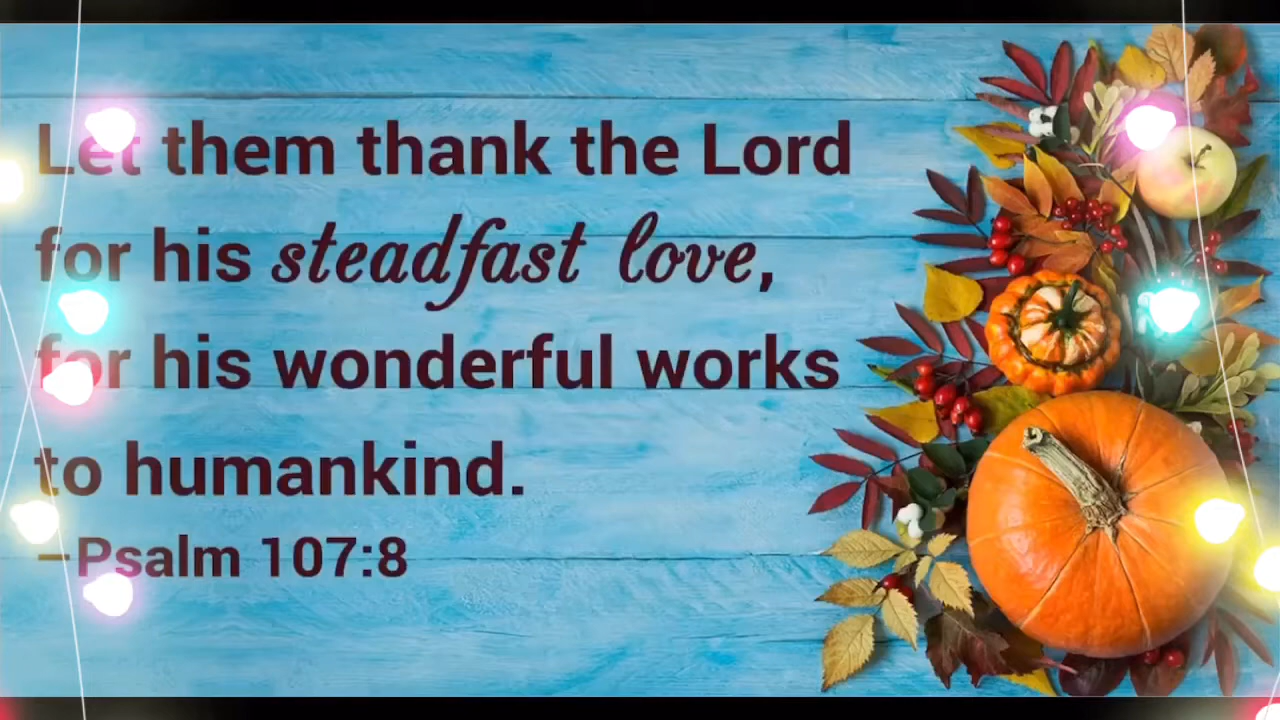 Let them thank the Lord
for his steadfast love,
for his wonderful works
to humankind.
–Psalm 107:8